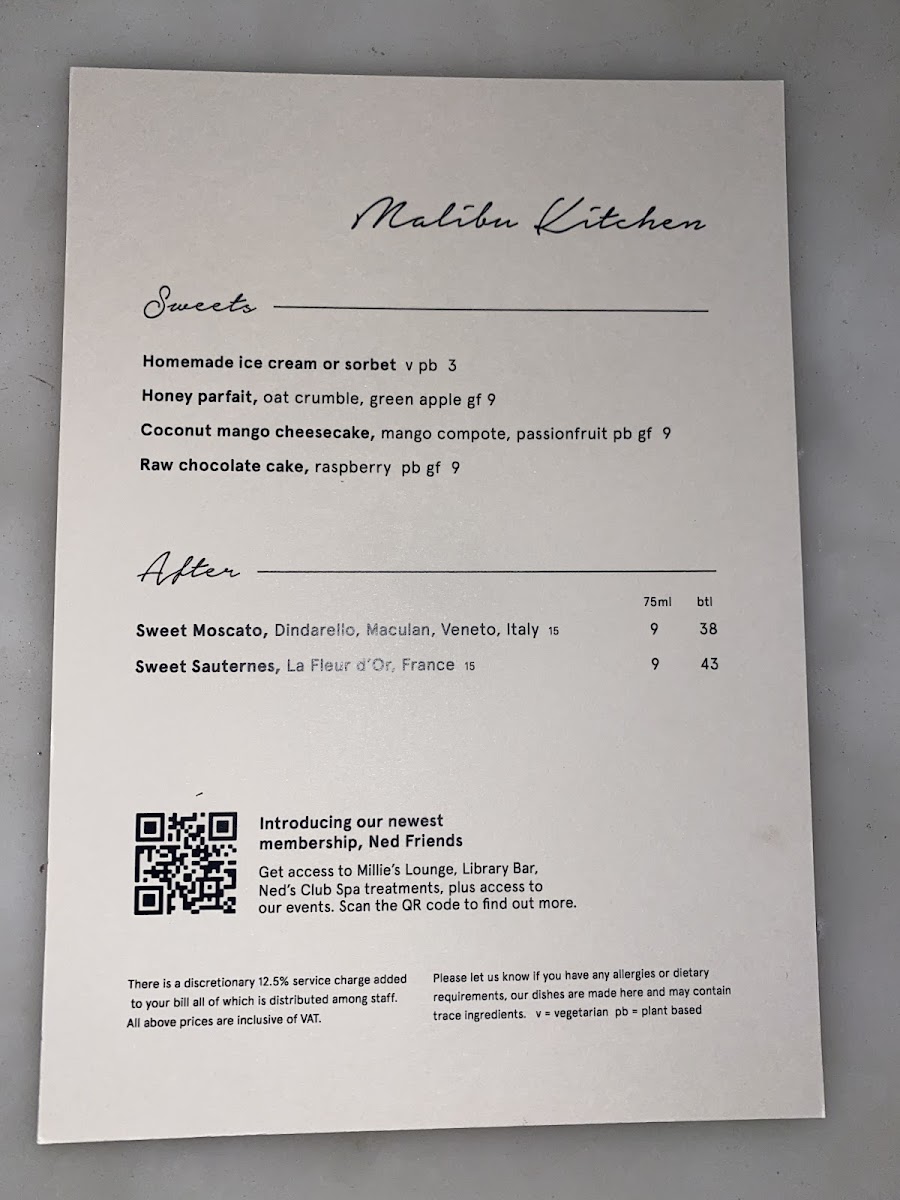 Malibu Kitchen
Sweets
Homemade ice cream or sorbet v pb 3
Honey parfait, oat crumble, green apple gf 9
Coconut mango cheesecake, mango compote, passionfruit pb gf 9
Raw chocolate cake, raspberry pb gf 9
After
75ml btl
Sweet Moscato, Dindarello, Maculan, Veneto, Italy 15 9 38
Sweet Sauternes, La Fleur d'Or, France 15 9 43
Introducing our newest
membership, Ned Friends
Get access to Millie's Lounge, Library Bar,
Ned's Club Spa treatments, plus access to
our events. Scan the QR code to find out more.
There is a discretionary 12.5% service charge added
to your bill all of which is distributed among staff.
All above prices are inclusive of VAT.
Please let us know if you have any allergies or dietary
requirements, our dishes are made here and may contain
trace ingredients. v = vegetarian pb = plant based